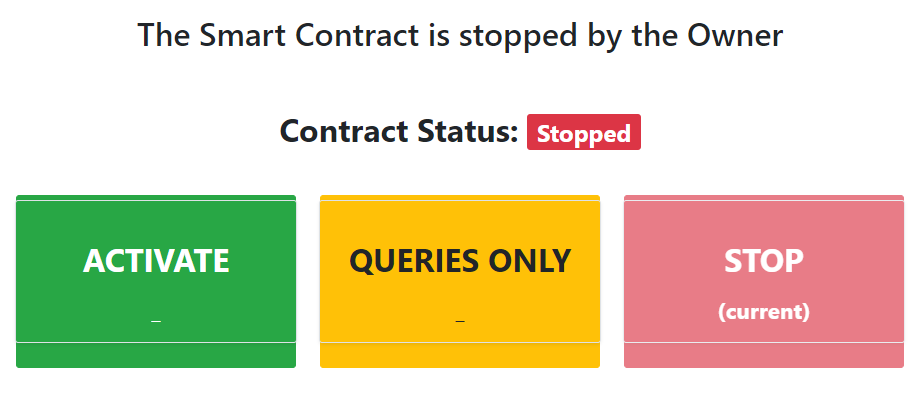 The Smart Contract is stopped by the Owner
Contract Status: Stopped
ACTIVATE
_
QUERIES ONLY
_
STOP
(current)